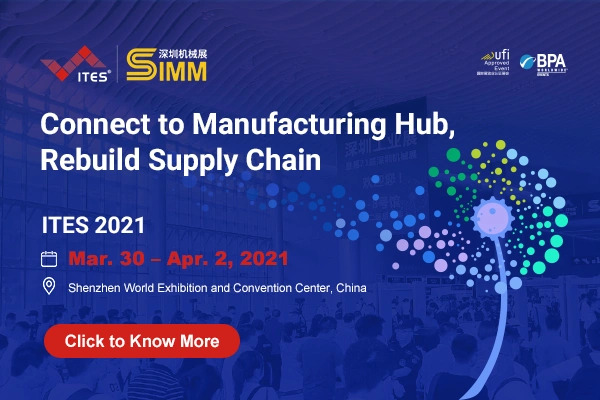 ITES®
深圳机械展
SIMM
ufi
Approved
Event
BPA
WORLDWIDE®
Connect to Manufacturing Hub,
Rebuild Supply Chain
ITES 2021
Mar. 30 – Apr. 2, 2021
Shenzhen World Exhibition and Convention Center, China
Click to Know More